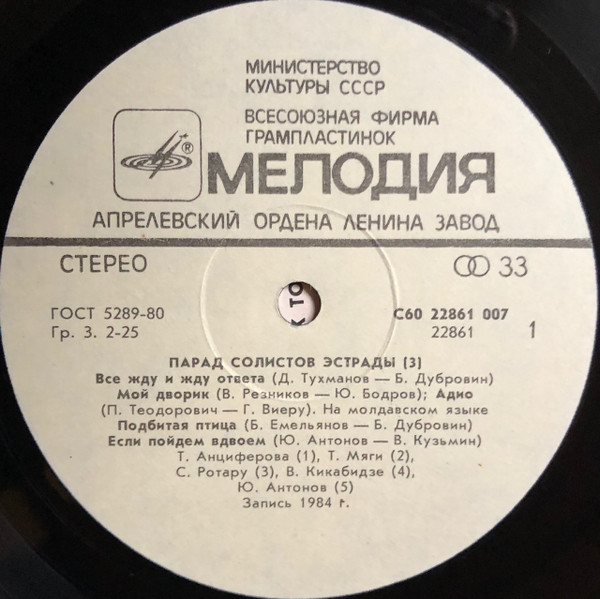 МИНИСТЕРСТВО
КУЛЬТУРЫ СССР
ВСЕСОЮЗНАЯ ФИРМА
ГРАМПЛАСТИНОК
®
МЕЛОДИЯ
АПРЕЛЕВСКИЙ ОРДЕНА ЛЕНИНА ЗАВОД
СТЕРЕО 33
ГОСТ 5289-80 С60 22861 007
Гр. 3. 2-25 22861 1
ПАРАД СОЛИСТОВ ЭСТРАДЫ (3)
Все жду и жду ответа (Д. Тухманов — Б. Дубровин)
Мой дворик (В. Резников — Ю. Бодров); Адио
(П. Теодорович — Г. Виеру). На молдавском языке
Подбитая птица (Б. Емельянов — Б. Дубровин)
Если пойдем вдвоем (Ю. Антонов — В. Кузьмин)
Т. Анциферова (1), Т. Мяги (2),
С. Ротару (3), В. Кикабидзе (4),
Ю. Антонов (5)
Запись 1984 г.